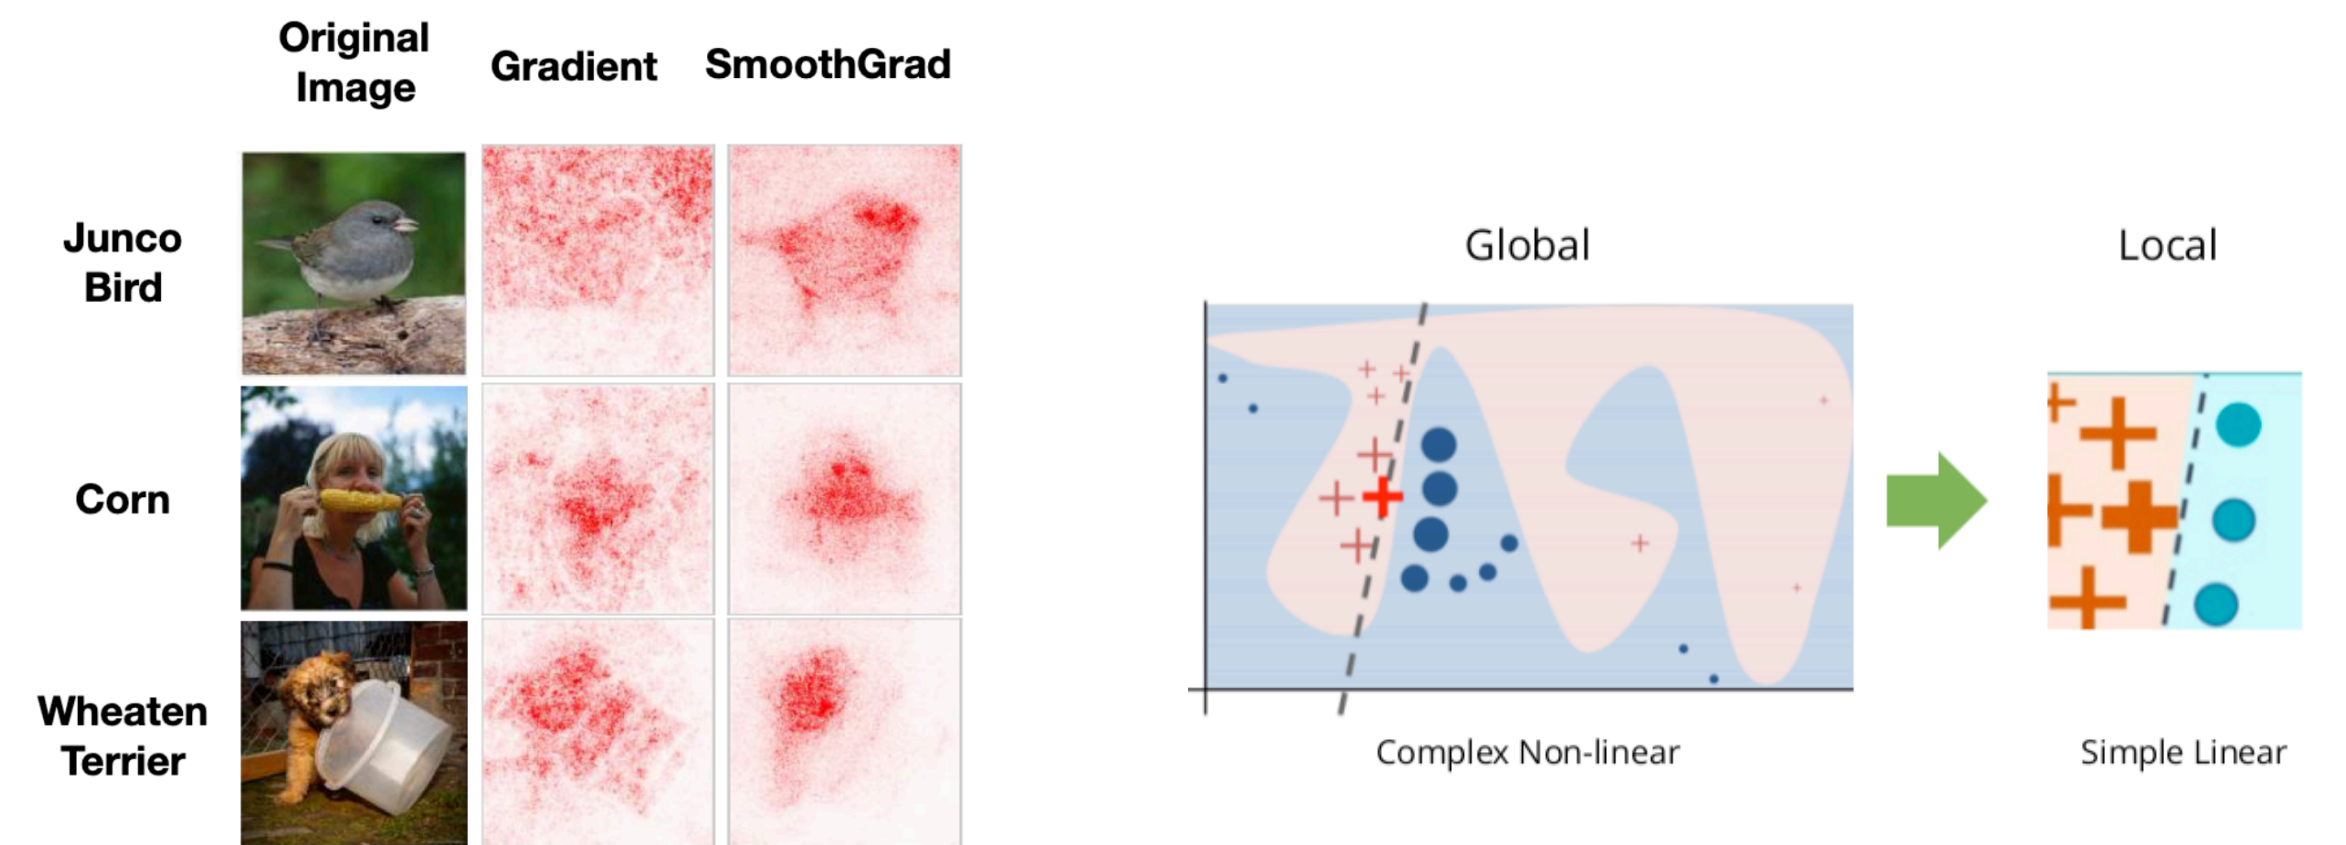 Original
Image
Gradient
SmoothGrad
Junco
Bird
Corn
Wheaten
Terrier
Global
Local
Complex Non-linear
Simple Linear